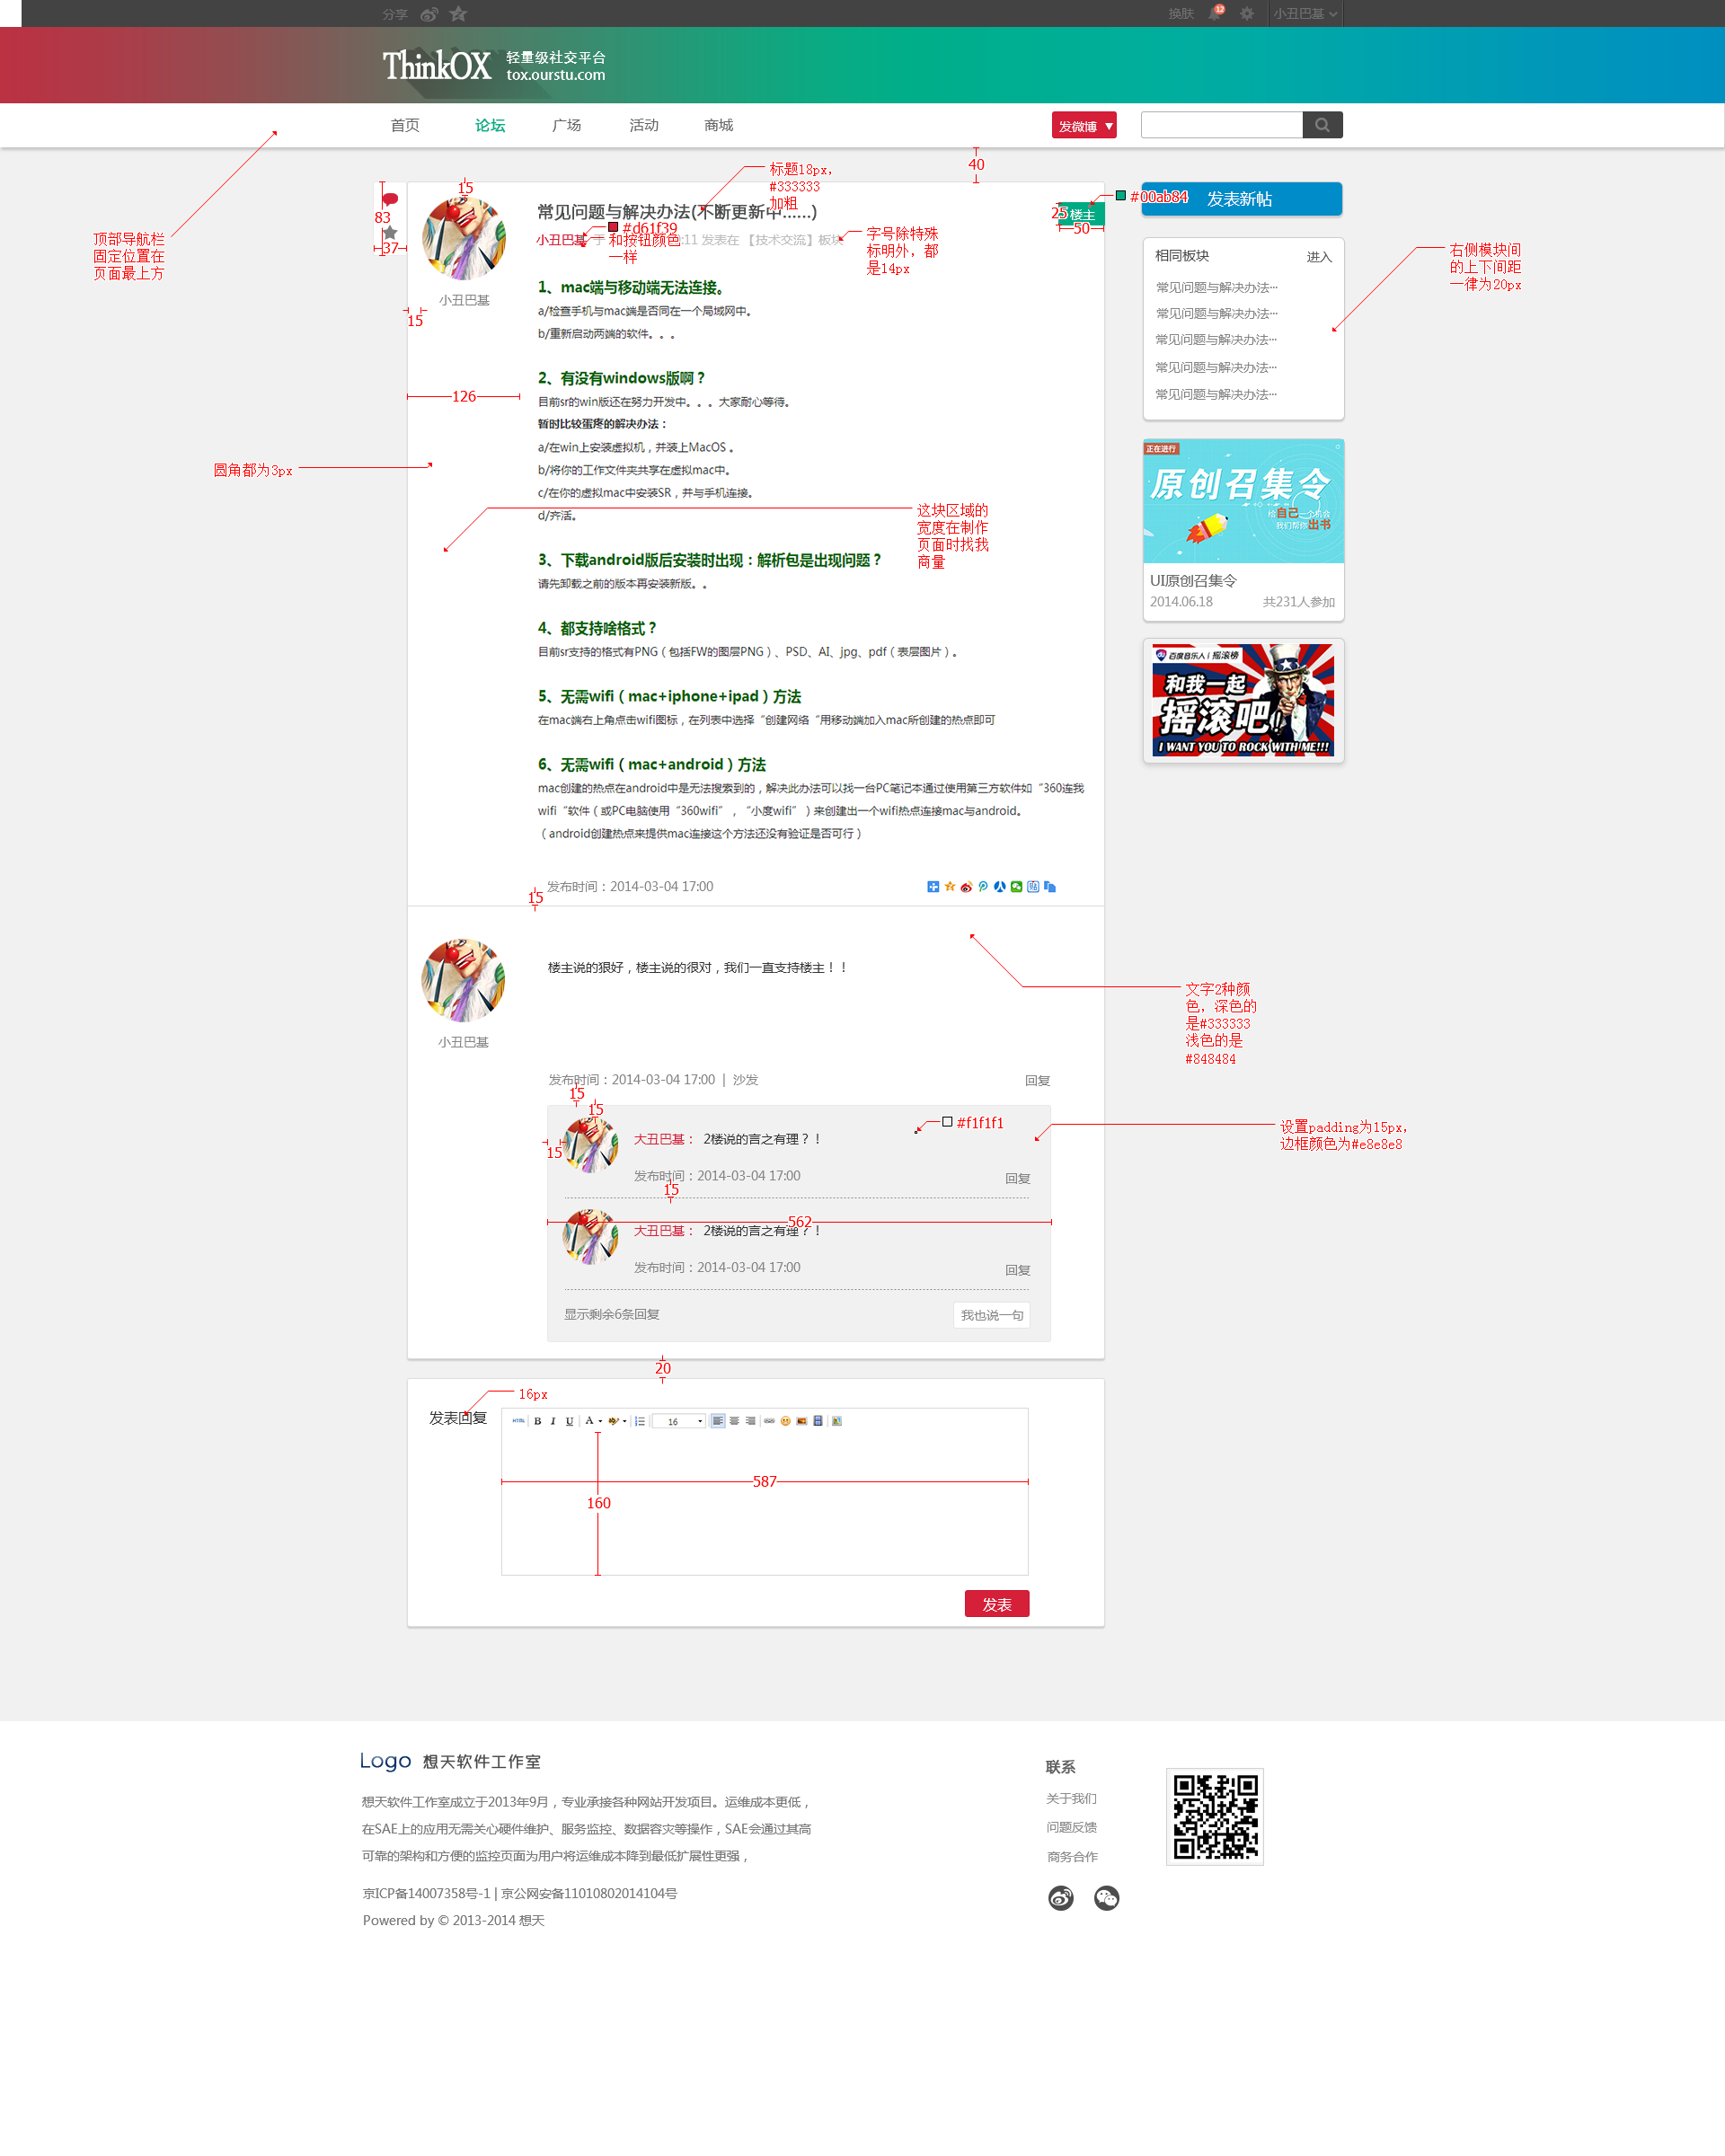 分享
换肤
12
小丑巴基
ThinkOX
轻量级社交平台
tox.ourstu.com
首页
论坛
广场
活动
商城
发微博
40
标题18px，
#333333
加粗
15
83
37
顶部导航栏
固定位置在
页面最上方
常见问题与解决办法(不断更新中......)
#d61f39
和按钮颜色
一样
小丑巴基 于
:11 发表在 【技术交流】板块
字号除特殊
标明外，都
是14px
25
楼主
50
#00ab84
发表新帖
小丑巴基
15
1、mac端与移动端无法连接。
a/检查手机与mac端是否同在一个局域网中。
b/重新启动两端的软件。。。
126
2、有没有windows版啊？
目前sr的win版还在努力开发中。。。大家耐心等待。
暂时比较蛋疼的解决办法：
a/在win上安装虚拟机，并装上MacOS 。
b/将你的工作文件夹共享在虚拟mac中。
c/在你的虚拟mac中安装SR，并与手机连接。
d/齐活。
圆角都为3px
这块区域的
宽度在制作
页面时找我
商量
3、下载android版后安装时出现：解析包是出现问题？
请先卸载之前的版本再安装新版。。
4、都支持啥格式？
目前sr支持的格式有PNG（包括FW的图层PNG）、PSD、AI、jpg、pdf（表层图片）。
5、无需wifi（mac+iphone+ipad）方法
在mac端右上角点击wifi图标，在列表中选择“创建网络“用移动端加入mac所创建的热点即可
6、无需wifi（mac+android）方法
mac创建的热点在android中是无法搜索到的，解决此办法可以找一台PC笔记本通过使用第三方软件如“360连我
wifi“软件（或PC电脑使用“360wifi”，“小度wifi”）来创建出一个wifi热点连接mac与android。
（android创建热点来提供mac连接这个方法还没有验证是否可行）
发布时间：2014-03-04 17:00
15
相同板块
进入
常见问题与解决办法···
常见问题与解决办法···
常见问题与解决办法···
常见问题与解决办法···
常见问题与解决办法···
右侧模块间
的上下间距
一律为20px
正在进行
原创召集令
给自己一个机会
我们帮你出书
UI原创召集令
2014.06.18
共231人参加
百度音乐人 | 摇滚榜
和我一起
摇滚吧!!
I WANT YOU TO ROCK WITH ME!!!
楼主说的狠好，楼主说的很对，我们一直支持楼主！！
小丑巴基
文字2种颜
色，深色的
是#333333
浅色的是
#848484
发布时间：2014-03-04 17:00 | 沙发
回复
15
15
15
大丑巴基： 2楼说的言之有理？！
#f1f1f1
设置padding为15px，
边框颜色为#e8e8e8
发布时间：2014-03-04 17:00
回复
15
562
大丑巴基： 2楼说的言之有理？！
发布时间：2014-03-04 17:00
回复
显示剩余6条回复
我也说一句
20
16px
发表回复
HTML B I U A 16
587
160
发表
Logo 想天软件工作室
想天软件工作室成立于2013年9月，专业承接各种网站开发项目。运维成本更低，
在SAE上的应用无需关心硬件维护、服务监控、数据容灾等操作，SAE会通过其高
可靠的架构和方便的监控页面为用户将运维成本降到最低扩展性更强，
京ICP备14007358号-1 | 京公网安备11010802014104号
Powered by © 2013-2014 想天
联系
关于我们
问题反馈
商务合作